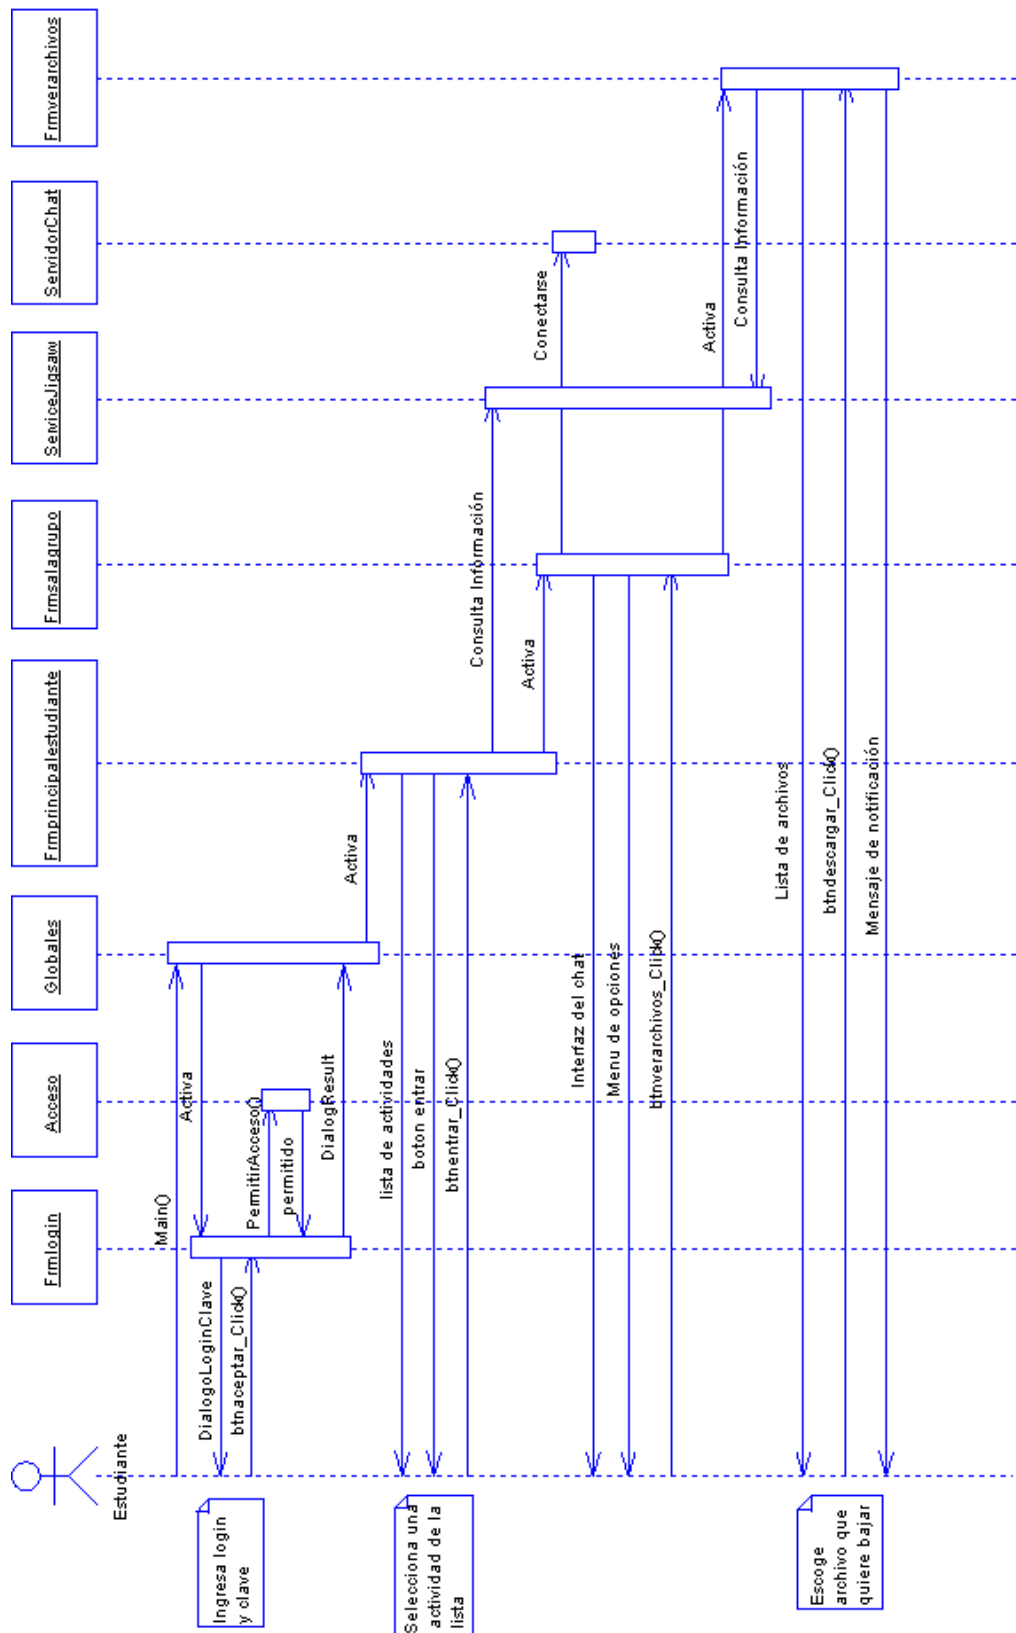 Estudiante
Frmlogin
Acceso
Globales
Frmprincipalestudiante
Frmsalagrupo
ServiceJigsaw
ServidorChat
Frmverarchivos
Main()
Activa
DialogoLoginClave
btnaceptar_Click()
PermitirAcceso()
permitido
DialogResult
Activa
lista de actividades
boton entrar
btnentrar_Click()
Consulta Información
Activa
Conectarse
Interfaz del chat
Menu de opciones
btnverarchivos_Click()
Activa
Consulta Información
Lista de archivos
btndescargar_Click()
Mensaje de notificación
Ingresa login
y clave
Selecciona una
actividad de la
lista
Escoge
archivo que
quiere bajar